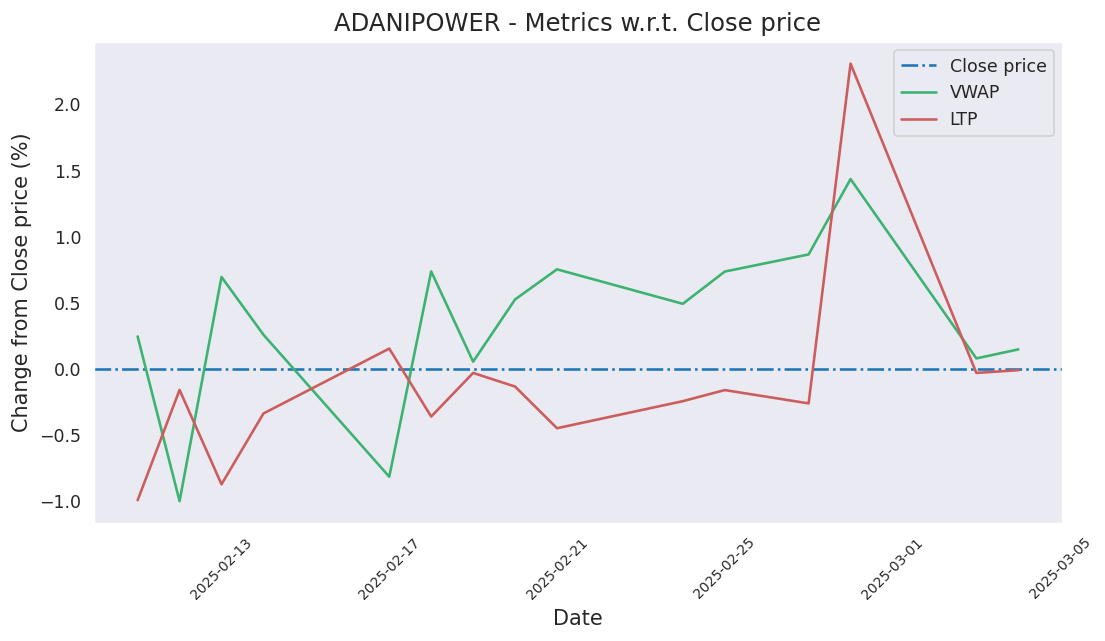 ADANIPOWER - Metrics w.r.t. Close price
Close price
VWAP
LTP
Change from Close price (%)
2.0
1.5
1.0
0.5
0.0
−0.5
−1.0
2025-02-13
2025-02-17
2025-02-21
2025-02-25
2025-03-01
2025-03-05
Date